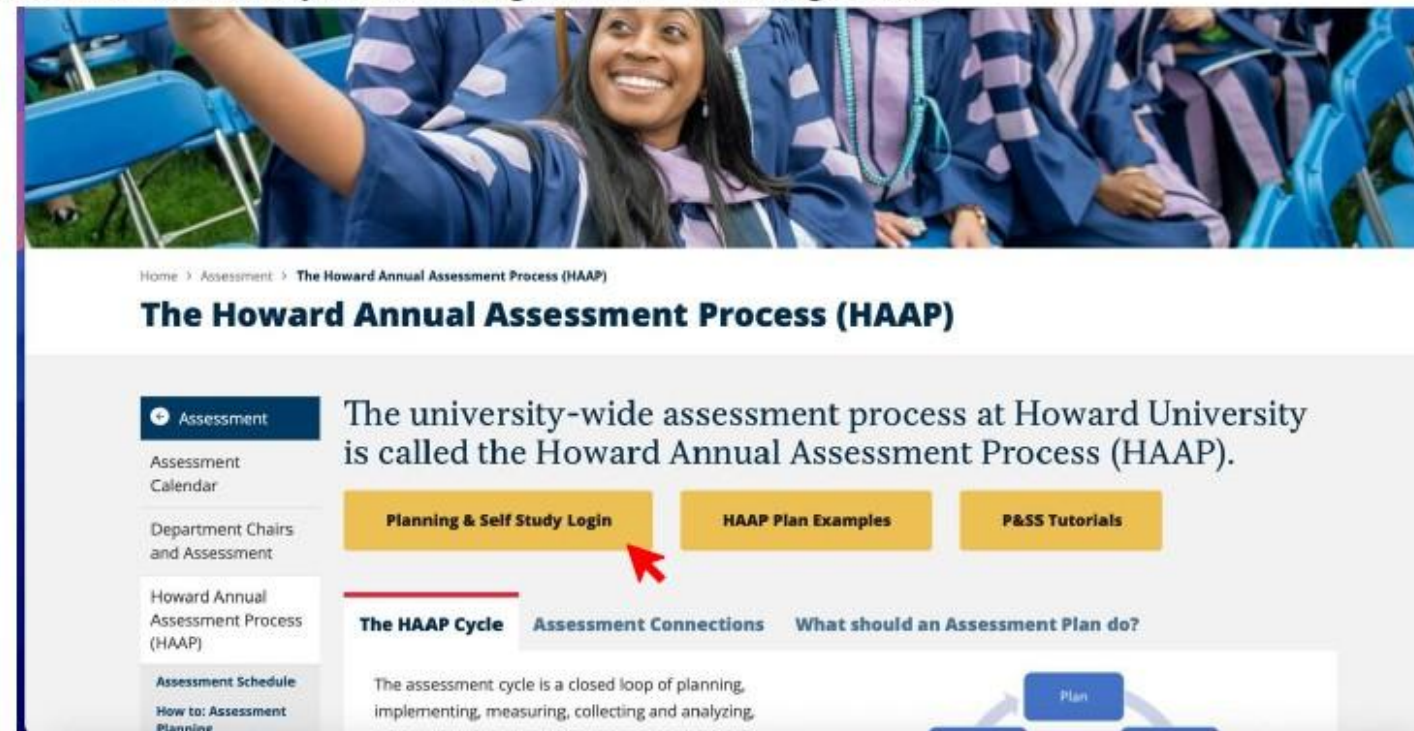 Home > Assessment > The Howard Annual Assessment Process (HAAP)
The Howard Annual Assessment Process (HAAP)
Assessment
Assessment
Calendar
Department Chairs
and Assessment
Howard Annual
Assessment Process
(HAAP)
Assessment Schedule
How to: Assessment
Planning
The university-wide assessment process at Howard University
is called the Howard Annual Assessment Process (HAAP).
Planning & Self Study Login
HAAP Plan Examples
P&SS Tutorials
The HAAP Cycle
Assessment Connections
What should an Assessment Plan do?
The assessment cycle is a closed loop of planning,
implementing, measuring, collecting and analyzing,
Plan